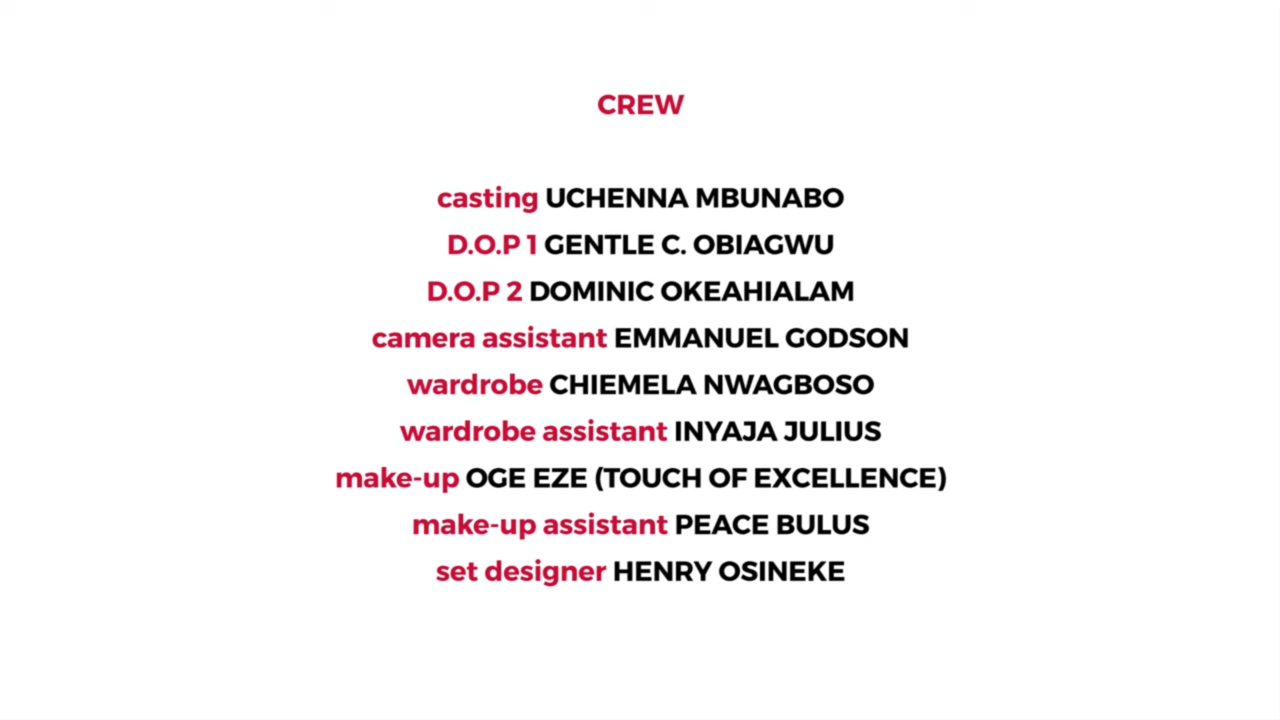 CREW
casting UCHENNA MBUNABO
D.O.P 1 GENTLE C. OBIAGWU
D.O.P 2 DOMINIC OKEAHIALAM
camera assistant EMMANUEL GODSON
wardrobe CHIEMELA NWAGBOSO
wardrobe assistant INYAJA JULIUS
make-up OGE EZE (TOUCH OF EXCELLENCE)
make-up assistant PEACE BULUS
set designer HENRY OSINEKE